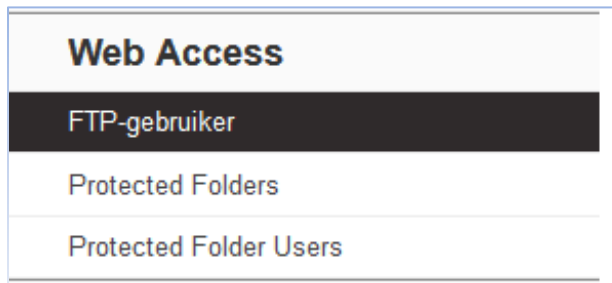 Web Access
FTP-gebruiker
Protected Folders
Protected Folder Users